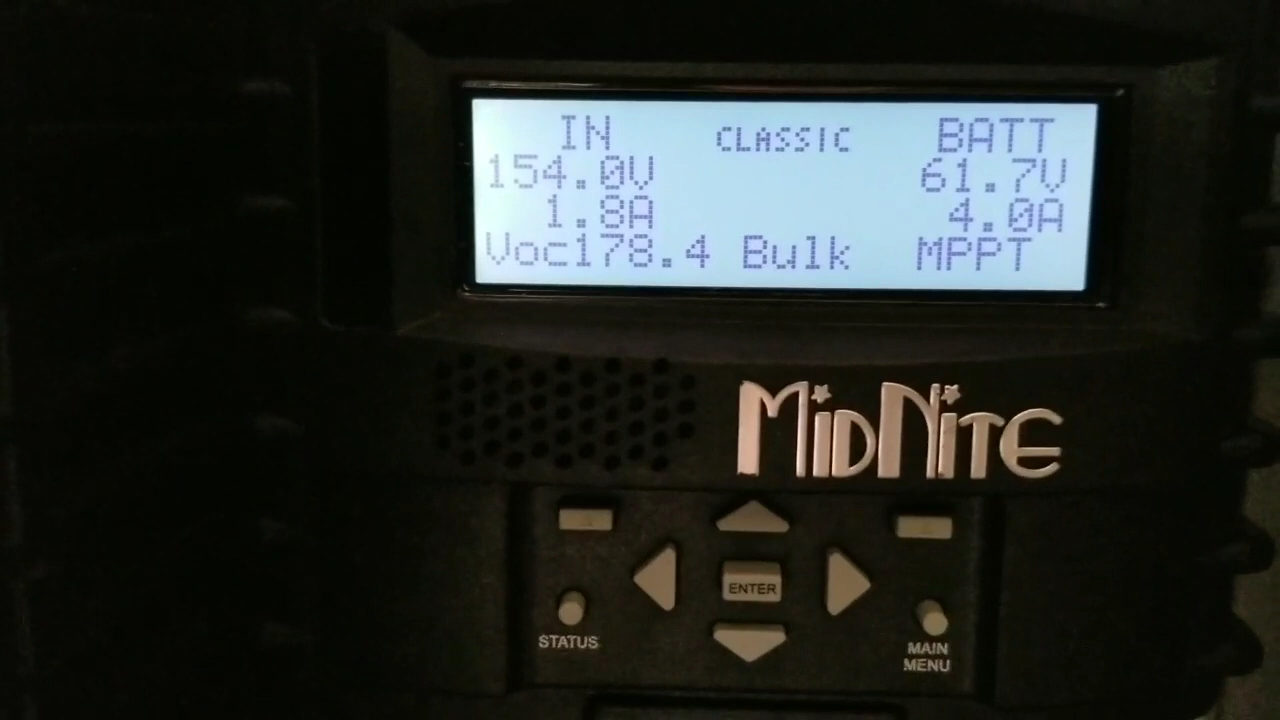 IN CLASSIC BATT
154.0V 61.7V
1.8A 4.0A
Voc178.4 Bulk MPPT
MIDNITE
ENTER
STATUS
MAIN
MENU